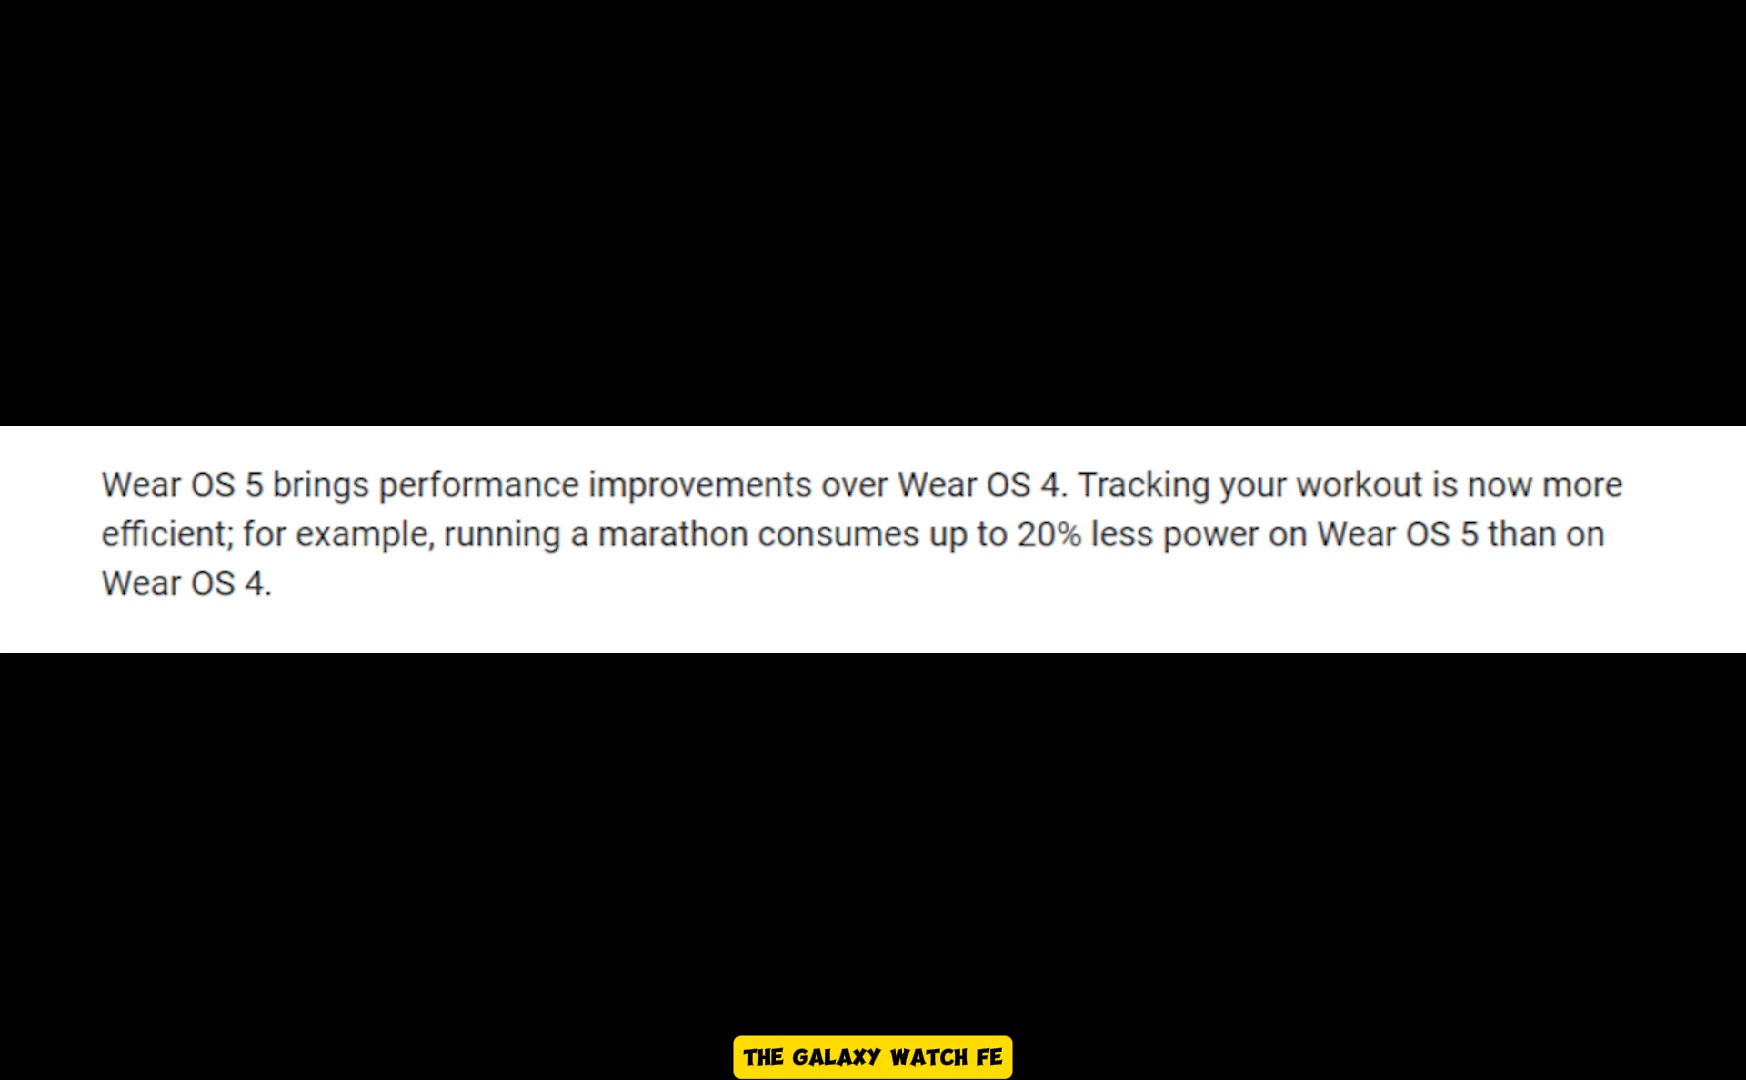 Wear OS 5 brings performance improvements over Wear OS 4. Tracking your workout is now more
efficient; for example, running a marathon consumes up to 20% less power on Wear OS 5 than on
Wear OS 4.
THE GALAXY WATCH FE